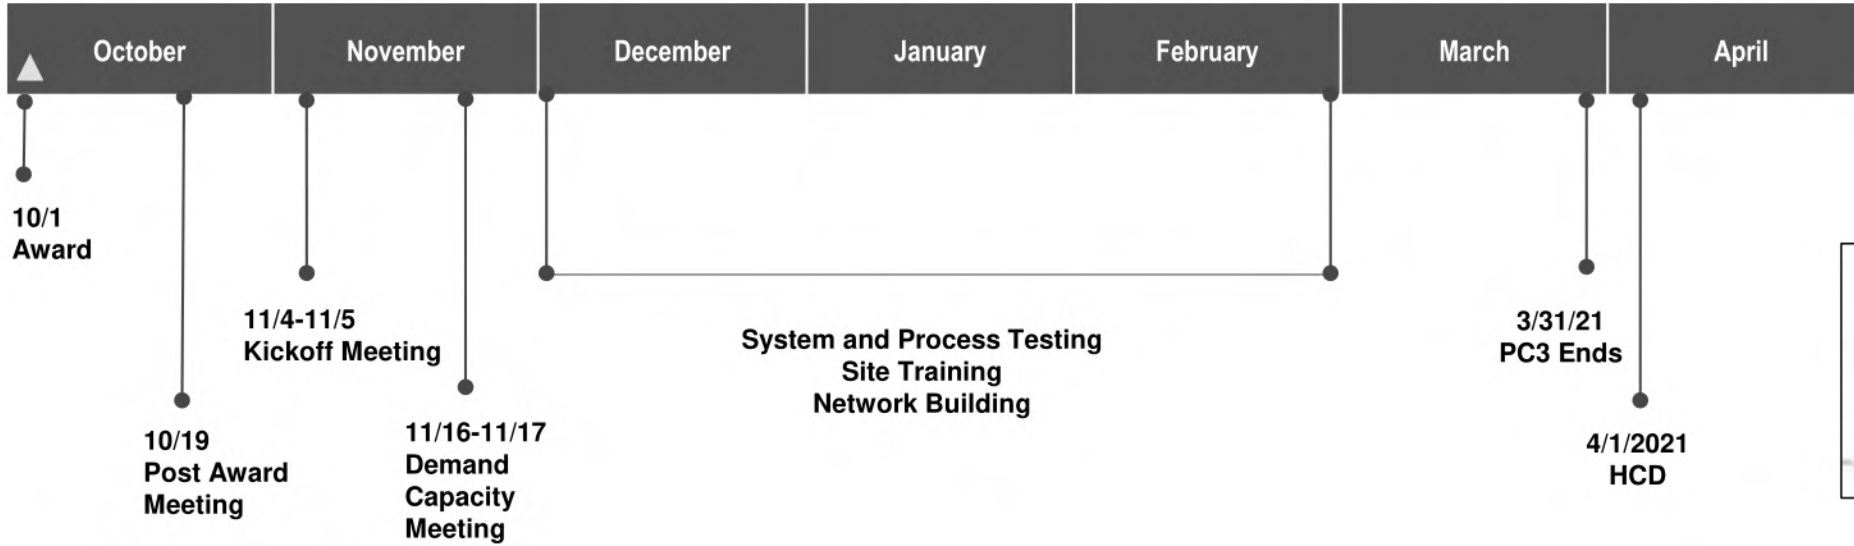 October
November
December
January
February
March
April
10/1
Award
10/19
Post Award
Meeting
11/4-11/5
Kickoff Meeting
11/16-11/17
Demand
Capacity
Meeting
System and Process Testing
Site Training
Network Building
3/31/21
PC3 Ends
4/1/2021
HCD